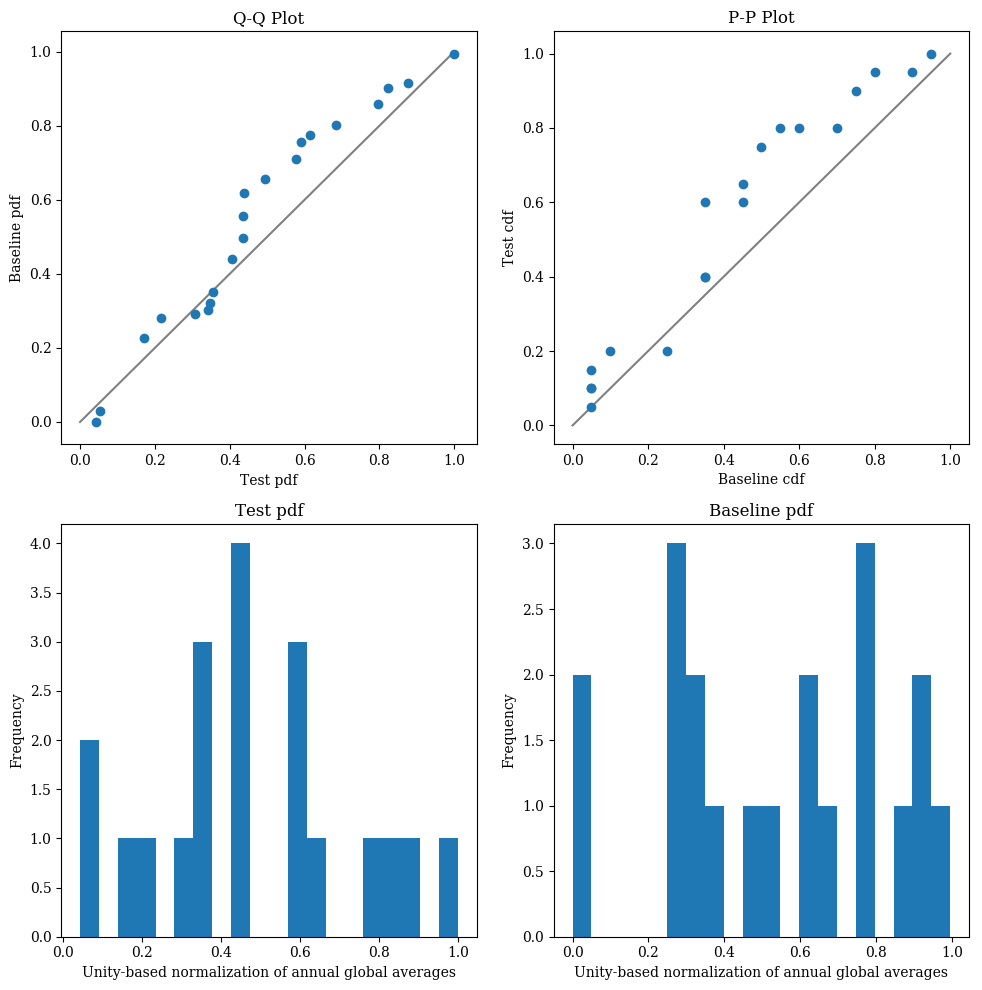 Q-Q Plot
1.0
0.8
0.6
0.4
0.2
0.0
Baseline pdf
0.0 0.2 0.4 0.6 0.8 1.0
Test pdf
P-P Plot
1.0
0.8
0.6
0.4
0.2
0.0
Test cdf
0.0 0.2 0.4 0.6 0.8 1.0
Baseline cdf
Test pdf
4.0
3.5
3.0
2.5
2.0
1.5
1.0
0.5
0.0
Frequency
0.0 0.2 0.4 0.6 0.8 1.0
Unity-based normalization of annual global averages
Baseline pdf
3.0
2.5
2.0
1.5
1.0
0.5
0.0
Frequency
0.0 0.2 0.4 0.6 0.8 1.0
Unity-based normalization of annual global averages